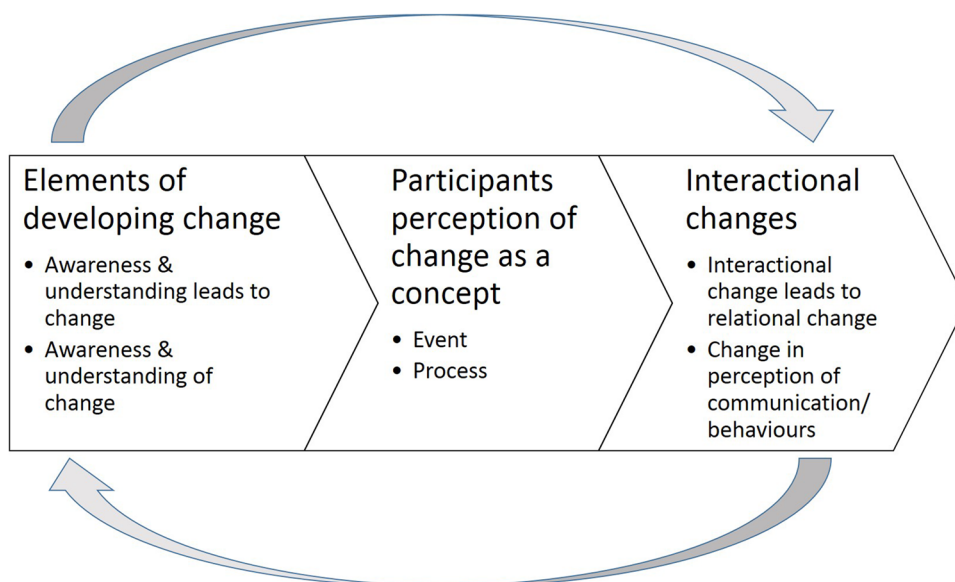 Elements of
developing change
• Awareness &
understanding leads to
change
• Awareness &
understanding of
change
Participants
perception of
change as a
concept
• Event
• Process
Interactional
changes
• Interactional
change leads to
relational change
• Change in
perception of
communication/
behaviours